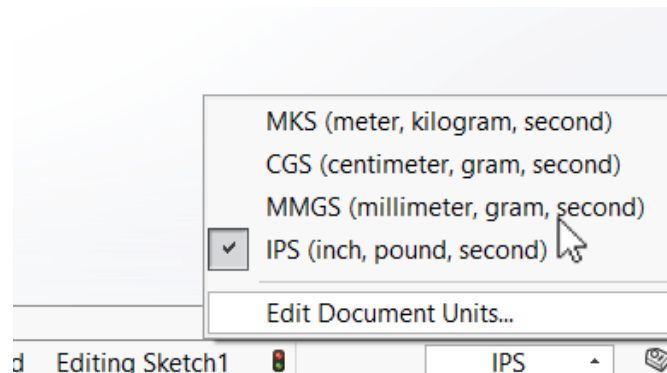 MKS (meter, kilogram, second)
CGS (centimeter, gram, second)
MMGS (millimeter, gram, second)
IPS (inch, pound, second)
Edit Document Units...
Editing Sketch1 IPS